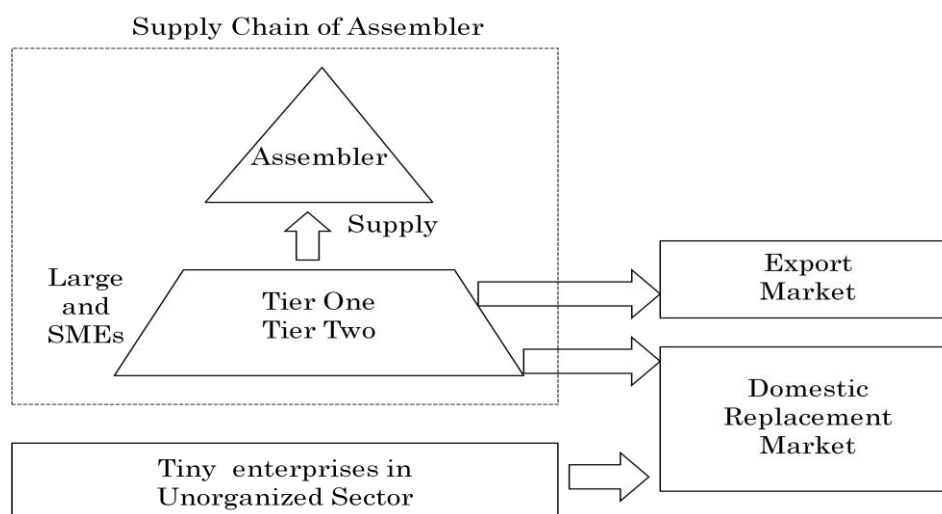 Supply Chain of Assembler
Assembler
Supply
Large
and
SMEs
Tier One
Tier Two
Export
Market
Domestic
Replacement
Market
Tiny enterprises in
Unorganized Sector